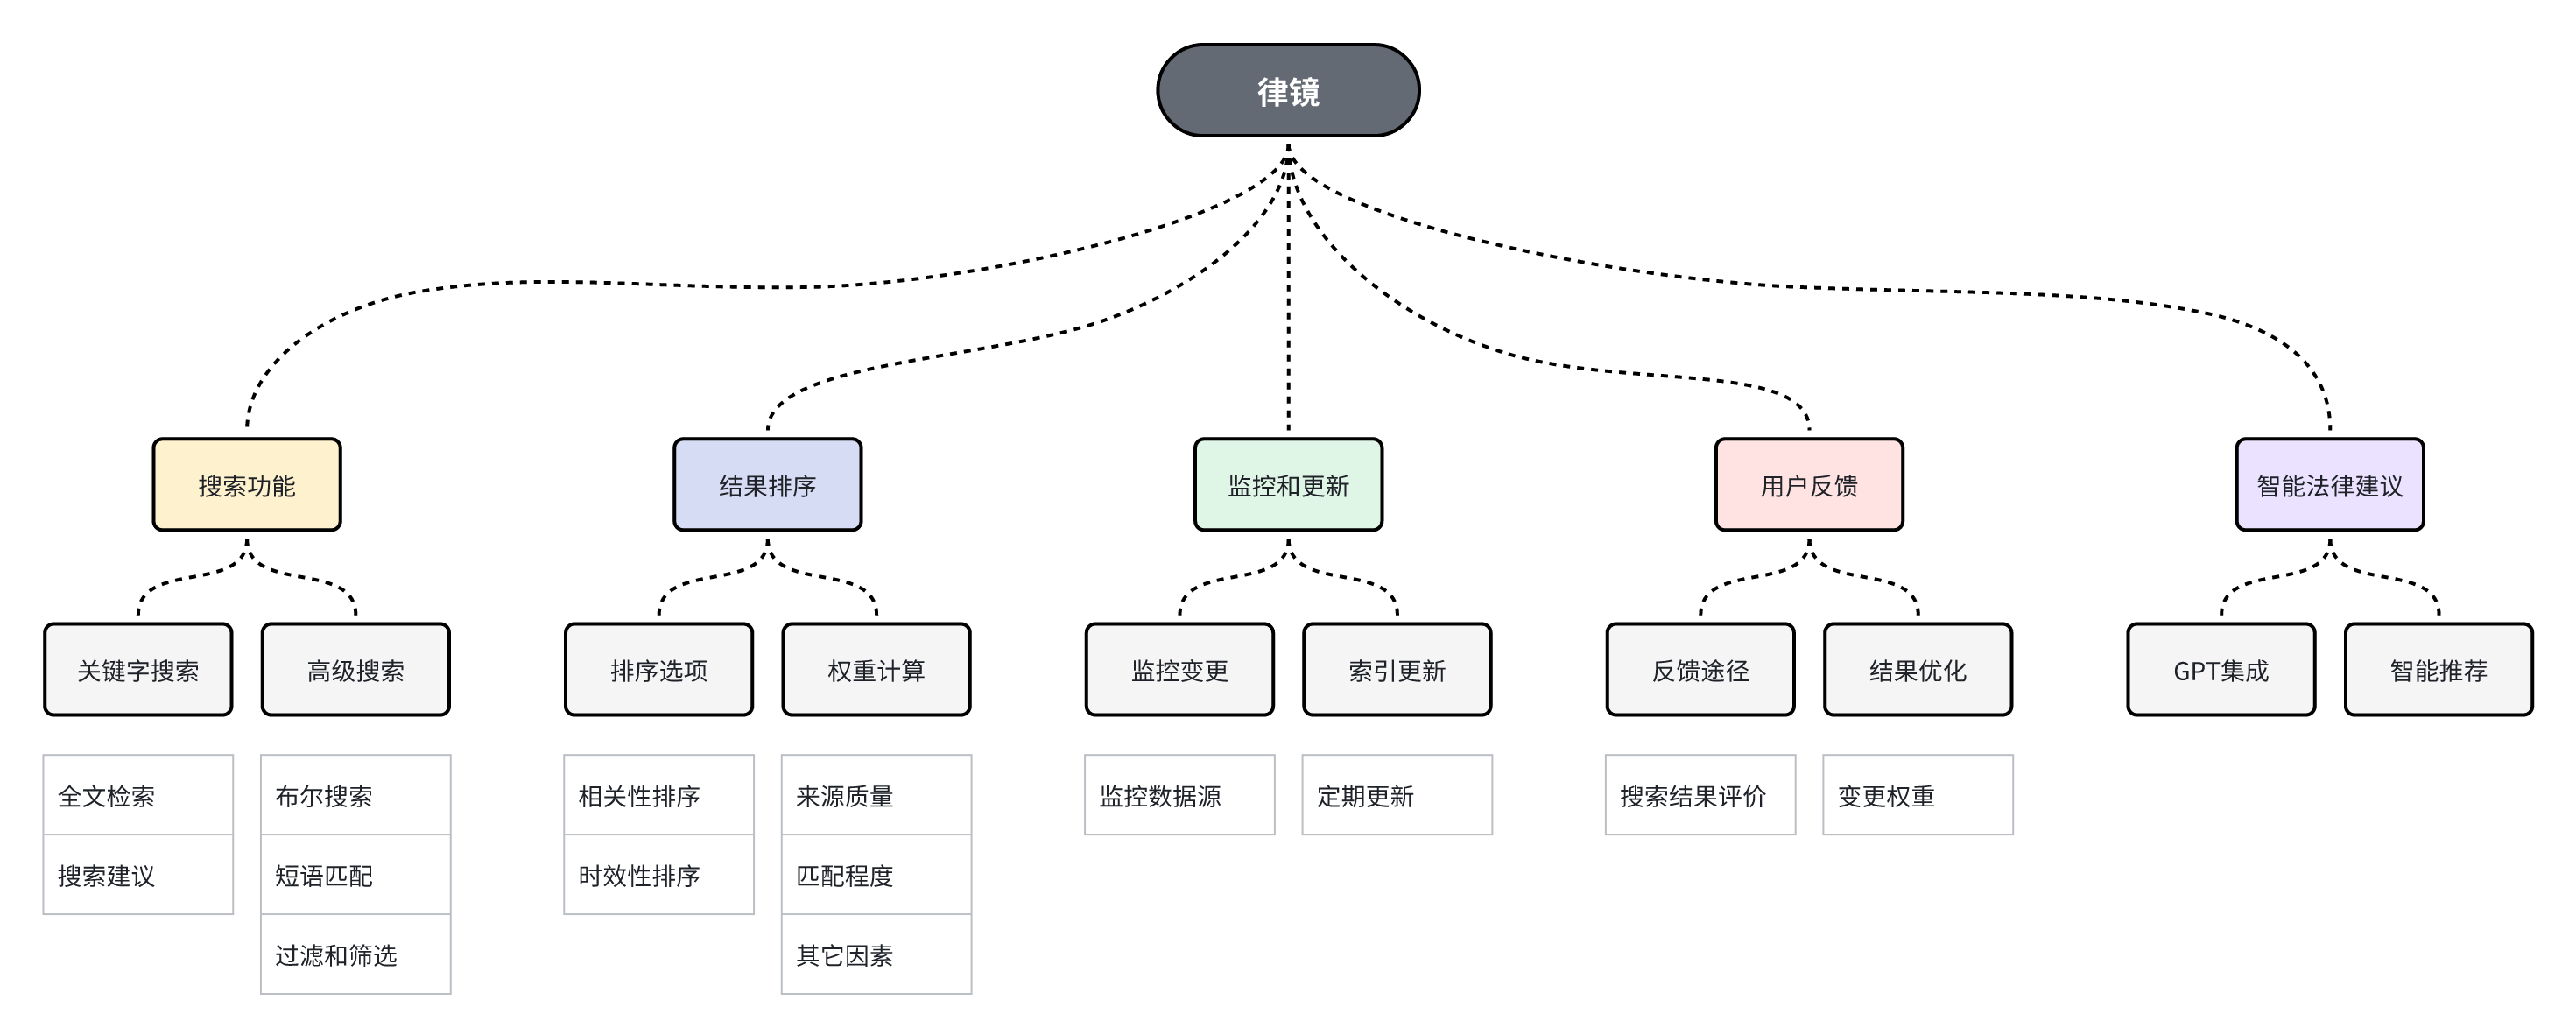 律镜
搜索功能
结果排序
监控和更新
用户反馈
智能法律建议
关键字搜索
高级搜索
排序选项
权重计算
监控变更
索引更新
反馈途径
结果优化
GPT集成
智能推荐
全文检索
布尔搜索
相关性排序
来源质量
监控数据源
定期更新
搜索结果评价
变更权重
搜索建议
短语匹配
时效性排序
匹配程度
过滤和筛选
其它因素